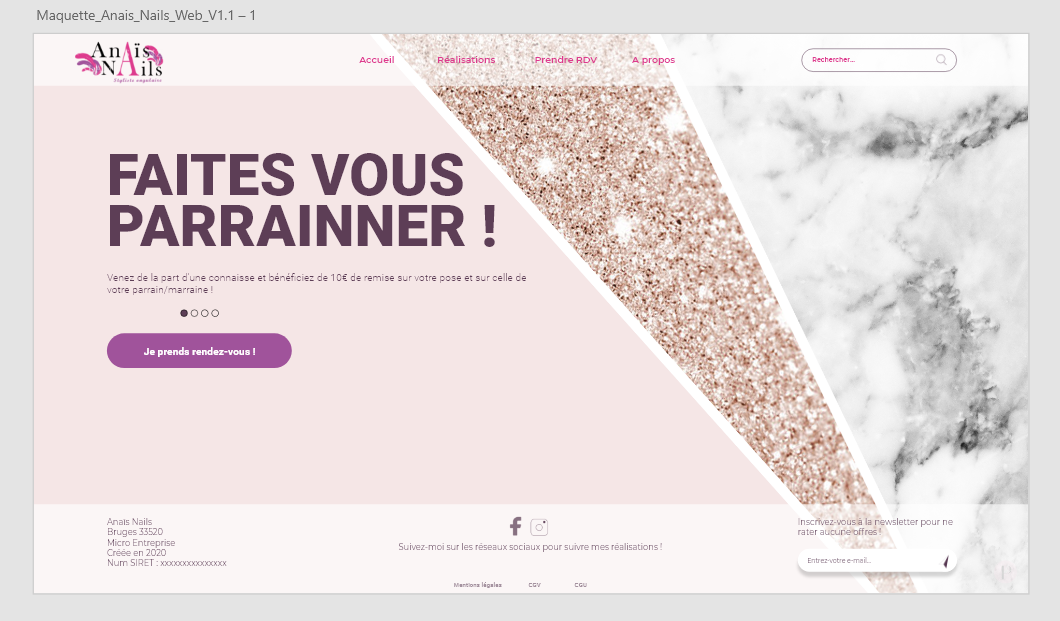 Maquette_Anais_Nails_Web_V1.1 – 1
Anaïs
Nails
Styliste ongulaire
Accueil
Réalisations
Prendre RDV
A propos
Rechercher...
FAITES VOUS
PARRAINNER !
Venez de la part d'une connaisse et bénéficiez de 10€ de remise sur votre pose et sur celle de
votre parrain/marraine !
Je prends rendez-vous !
Anaïs Nails
Bruges 33520
Micro Entreprise
Créée en 2020
Num SIRET : xxxxxxxxxxxxxxx
Suivez-moi sur les réseaux sociaux pour suivre mes réalisations !
Mentions légales
CGV
CGU
Inscrivez-vous à la newsletter pour ne
rater aucune offres !
Entrez-votre e-mail...